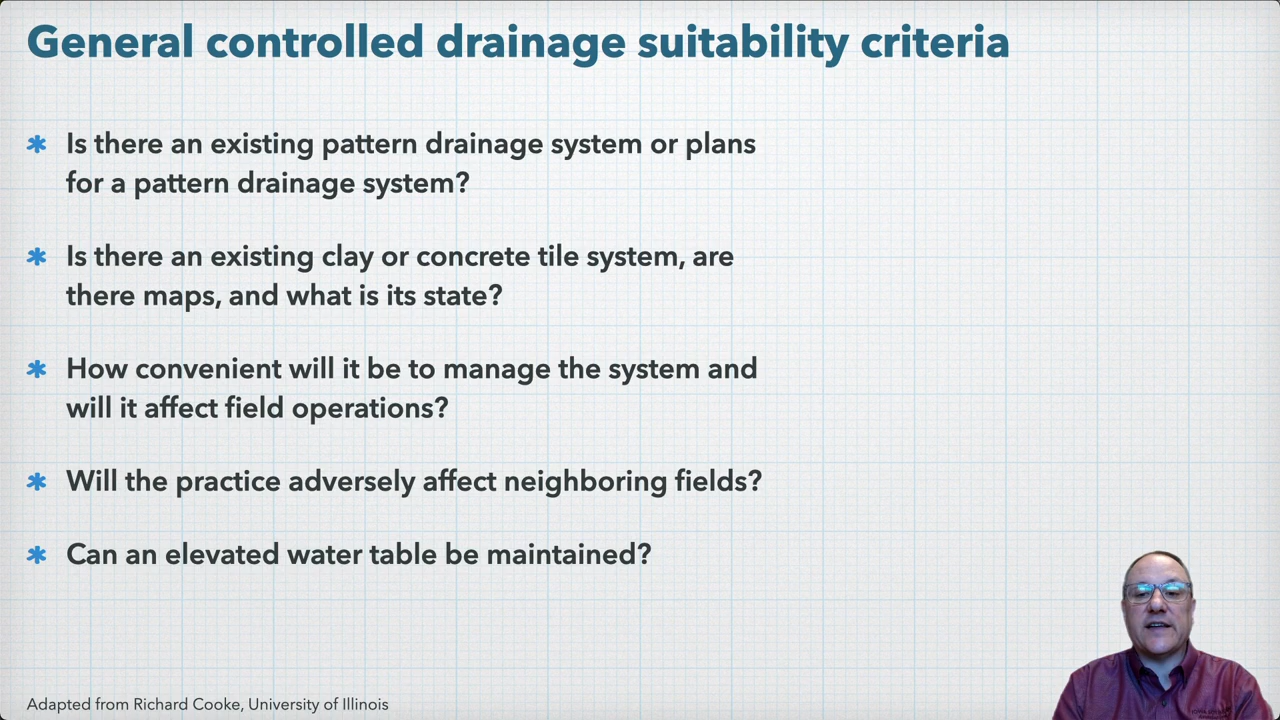 General controlled drainage suitability criteria
* Is there an existing pattern drainage system or plans
for a pattern drainage system?
* Is there an existing clay or concrete tile system, are
there maps, and what is its state?
* How convenient will it be to manage the system and
will it affect field operations?
* Will the practice adversely affect neighboring fields?
* Can an elevated water table be maintained?
Adapted from Richard Cooke, University of Illinois